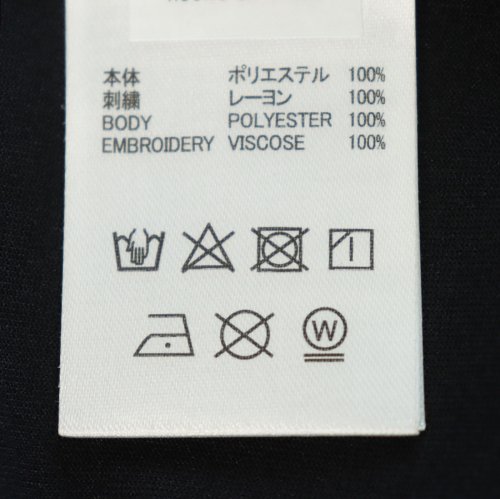 本体 ポリエステル 100%
刺繍 レーヨン 100%
BODY POLYESTER 100%
EMBROIDERY VISCOSE 100%
W